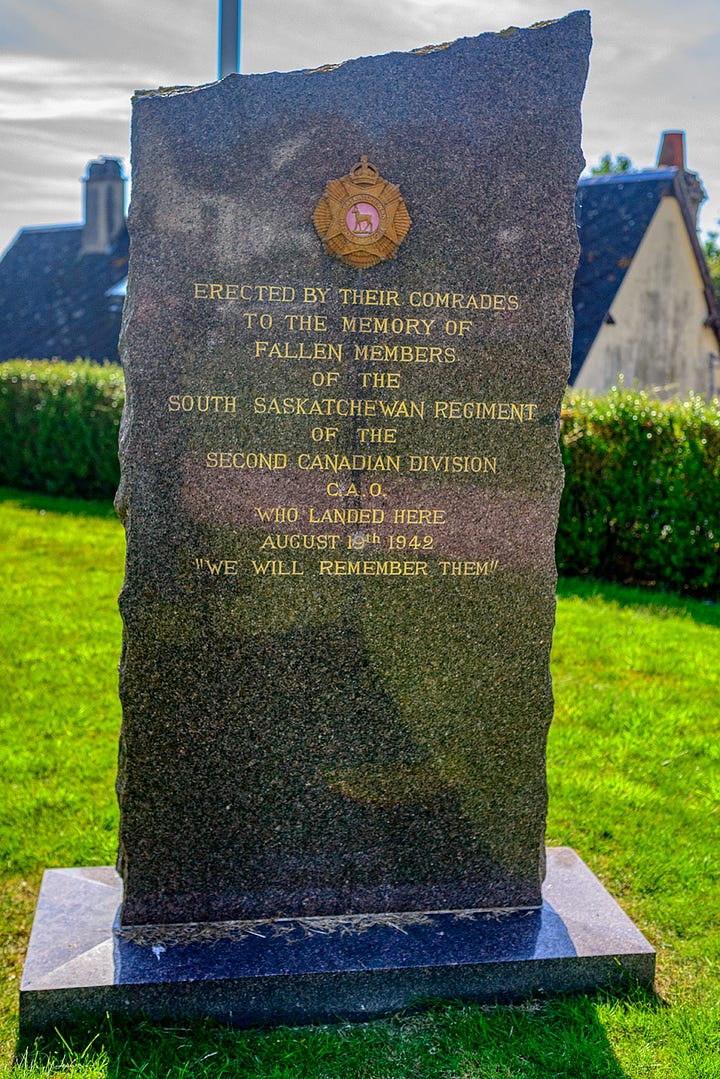 ERECTED BY THEIR COMRADES
TO THE MEMORY OF
FALLEN MEMBERS
OF THE
SOUTH SASKATCHEWAN REGIMENT
OF THE
SECOND CANADIAN DIVISION
C.A.O.
WHO LANDED HERE
AUGUST 19th 1942
"WE WILL REMEMBER THEM"